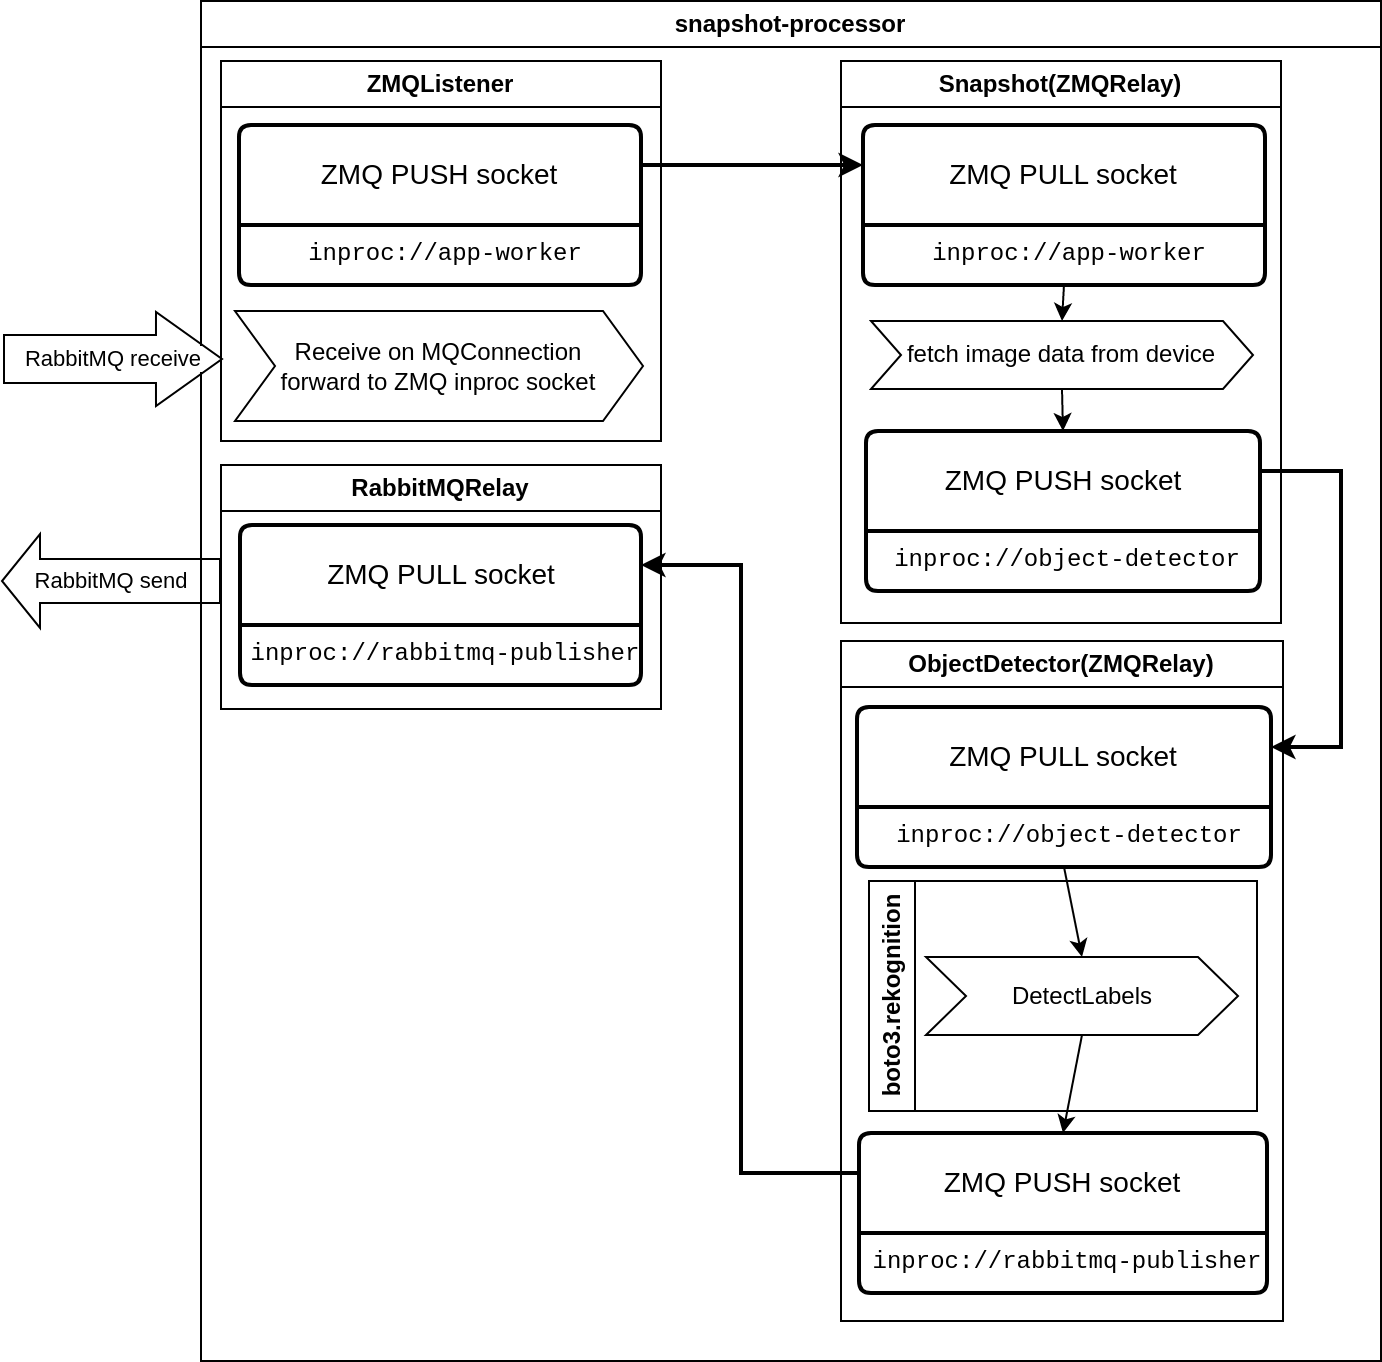 snapshot-processor
ZMQListener
ZMQ PUSH socket
inproc://app-worker
RabbitMQ receive
Receive on MQConnection
forward to ZMQ inproc socket
RabbitMQRelay
ZMQ PULL socket
inproc://rabbitmq-publisher
RabbitMQ send
Snapshot(ZMQRelay)
ZMQ PULL socket
inproc://app-worker
fetch image data from device
ZMQ PUSH socket
inproc://object-detector
ObjectDetector(ZMQRelay)
ZMQ PULL socket
inproc://object-detector
boto3.rekognition
DetectLabels
ZMQ PUSH socket
inproc://rabbitmq-publisher